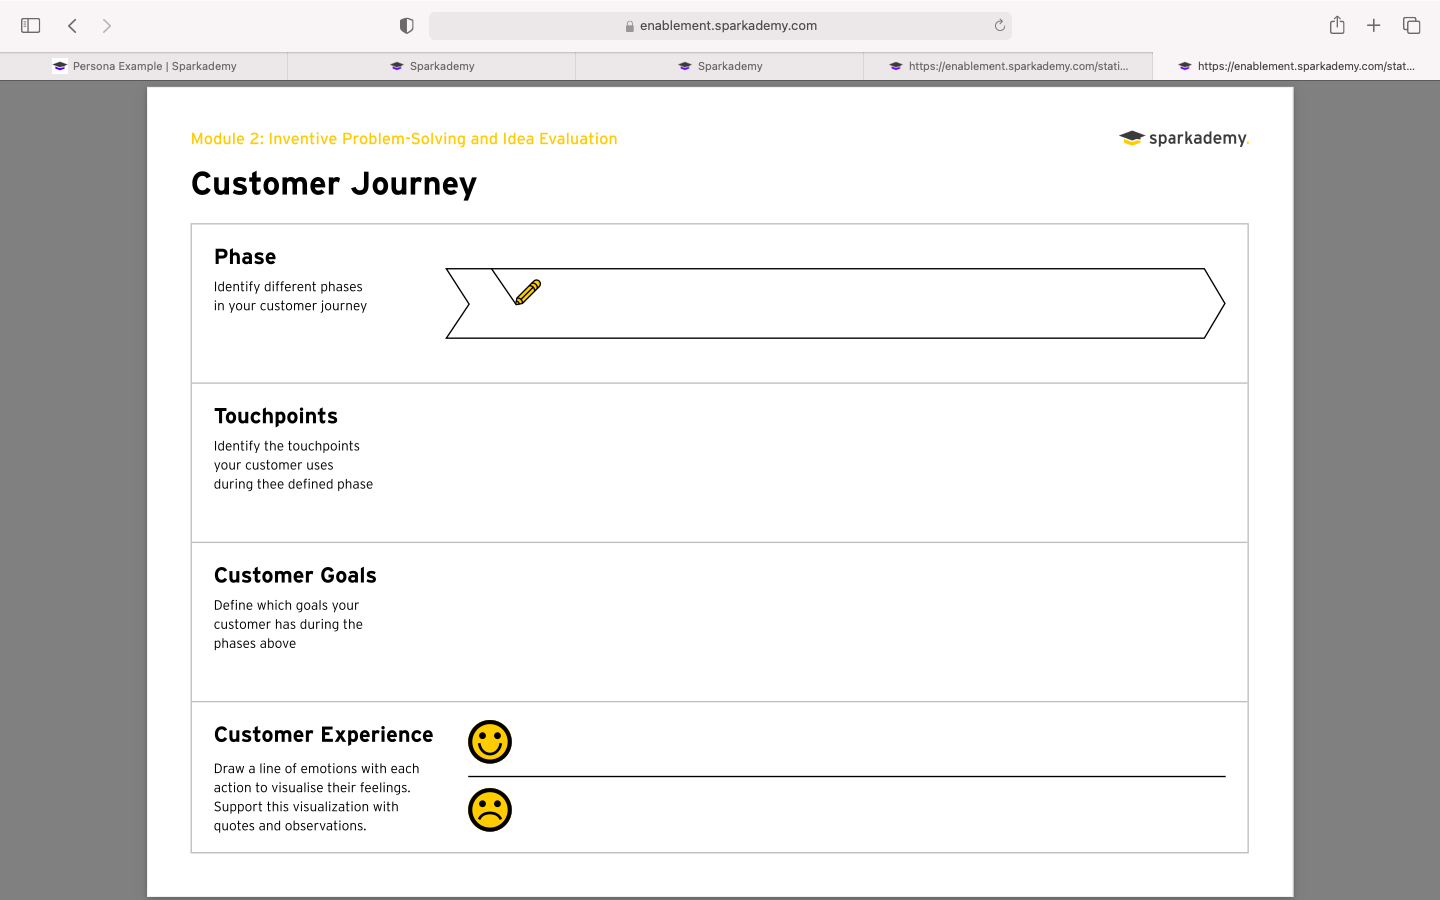 enablement.sparkademy.com
Persona Example | Sparkademy
Sparkademy
Sparkademy
https://enablement.sparkademy.com/stati...
https://enablement.sparkademy.com/stat...
Module 2: Inventive Problem-Solving and Idea Evaluation
sparkademy.
Customer Journey
Phase
Identify different phases
in your customer journey
Touchpoints
Identify the touchpoints
your customer uses
during thee defined phase
Customer Goals
Define which goals your
customer has during the
phases above
Customer Experience
Draw a line of emotions with each
action to visualise their feelings.
Support this visualization with
quotes and observations.